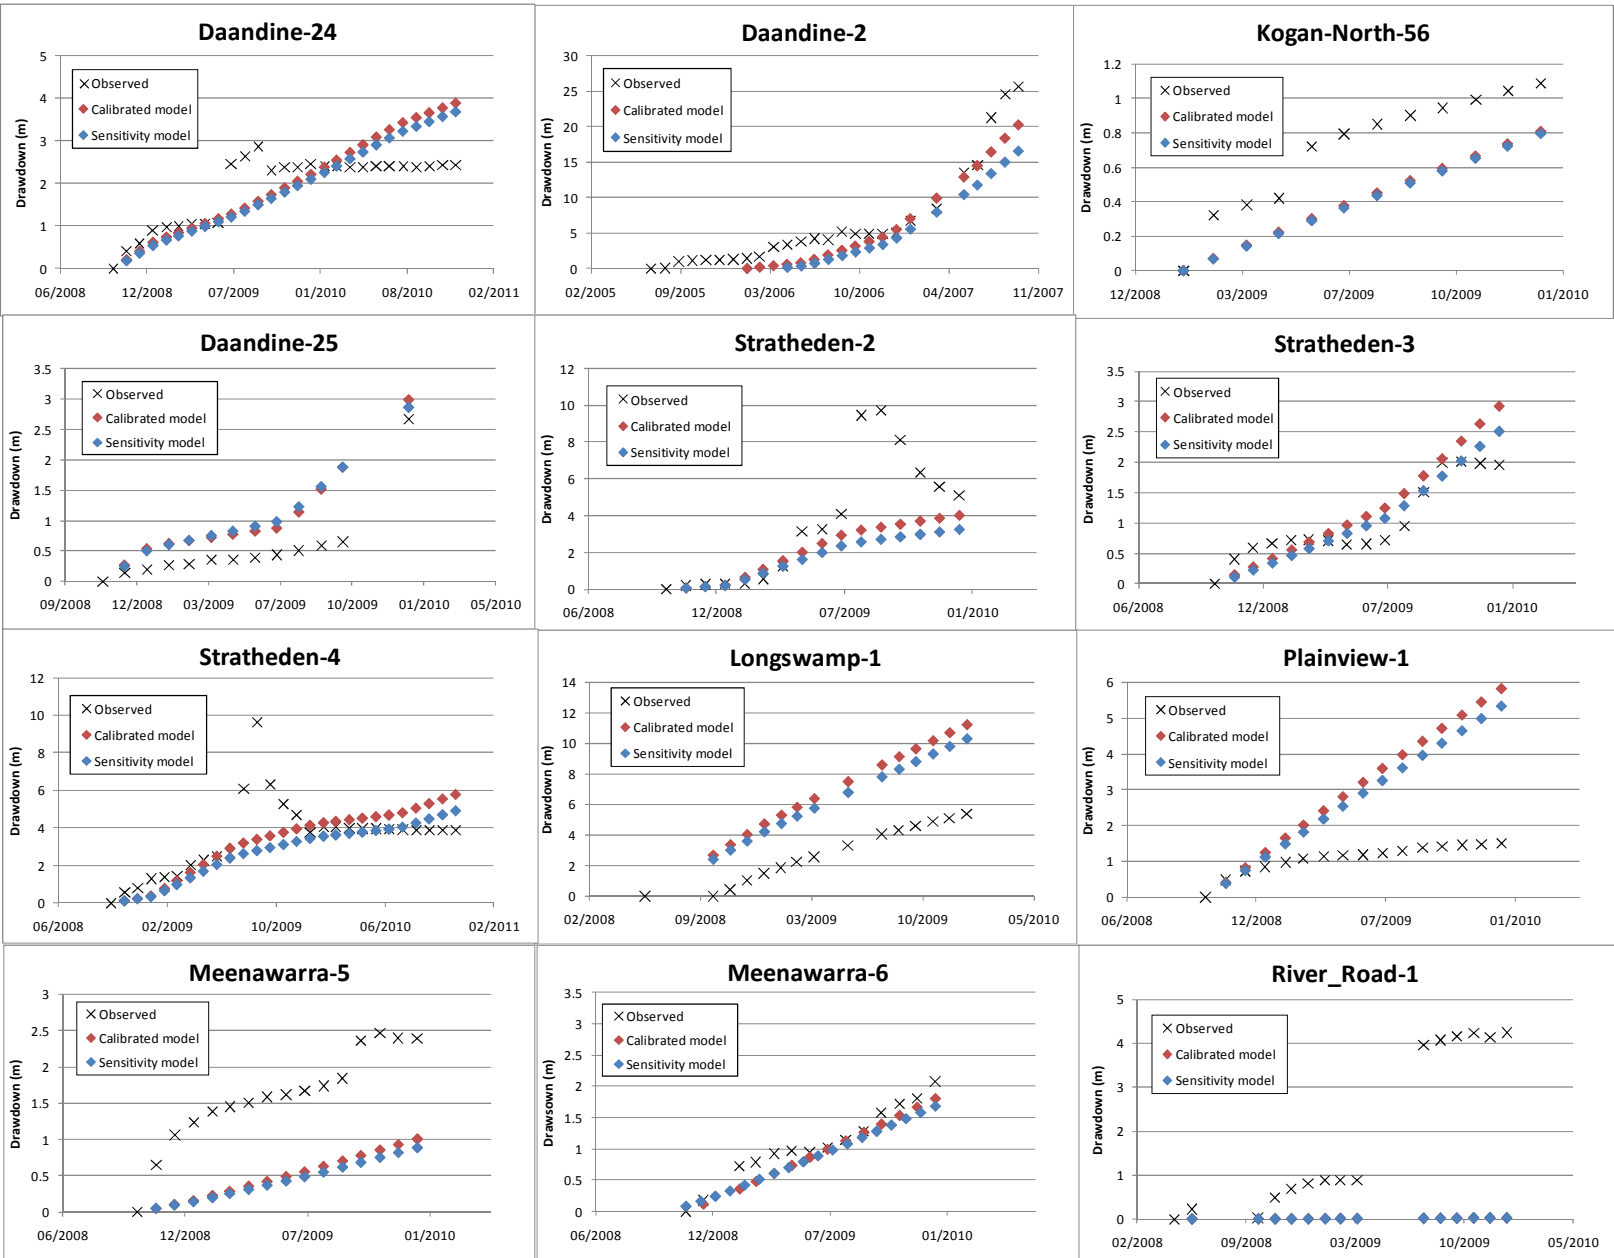 Daandine-24
Drawdown (m)
5
4
3
2
1
0
Observed
Calibrated model
Sensitivity model
06/2008 12/2008 07/2009 01/2010 08/2010 02/2011
Daandine-2
Drawdown (m)
30
25
20
15
10
5
0
Observed
Calibrated model
Sensitivity model
02/2005 09/2005 03/2006 10/2006 04/2007 11/2007
Kogan-North-56
Drawdown (m)
1.2
1
0.8
0.6
0.4
0.2
0
Observed
Calibrated model
Sensitivity model
12/2008 03/2009 07/2009 10/2009 01/2010
Daandine-25
Drawdown (m)
3.5
3
2.5
2
1.5
1
0.5
0
Observed
Calibrated model
Sensitivity model
09/2008 12/2008 03/2009 07/2009 10/2009 01/2010 05/2010
Stratheden-2
Drawdown (m)
12
10
8
6
4
2
0
Observed
Calibrated model
Sensitivity model
06/2008 12/2008 07/2009 01/2010
Stratheden-3
Drawdown (m)
3.5
3
2.5
2
1.5
1
0.5
0
Observed
Calibrated model
Sensitivity model
06/2008 12/2008 07/2009 01/2010
Stratheden-4
Drawdown (m)
12
10
8
6
4
2
0
Observed
Calibrated model
Sensitivity model
06/2008 02/2009 10/2009 06/2010 02/2011
Longswamp-1
Drawdown (m)
14
12
10
8
6
4
2
0
Observed
Calibrated model
Sensitivity model
02/2008 09/2008 03/2009 10/2009 05/2010
Plainview-1
Drawdown (m)
6
5
4
3
2
1
0
Observed
Calibrated model
Sensitivity model
06/2008 12/2008 07/2009 01/2010
Meenawarra-5
Drawdown (m)
3
2.5
2
1.5
1
0.5
0
Observed
Calibrated model
Sensitivity model
06/2008 12/2008 07/2009 01/2010
Meenawarra-6
Drawsown (m)
3.5
3
2.5
2
1.5
1
0.5
0
Observed
Calibrated model
Sensitivity model
06/2008 12/2008 07/2009 01/2010
River_Road-1
Drawdown (m)
5
4
3
2
1
0
Observed
Calibrated model
Sensitivity model
02/2008 09/2008 03/2009 10/2009 05/2010